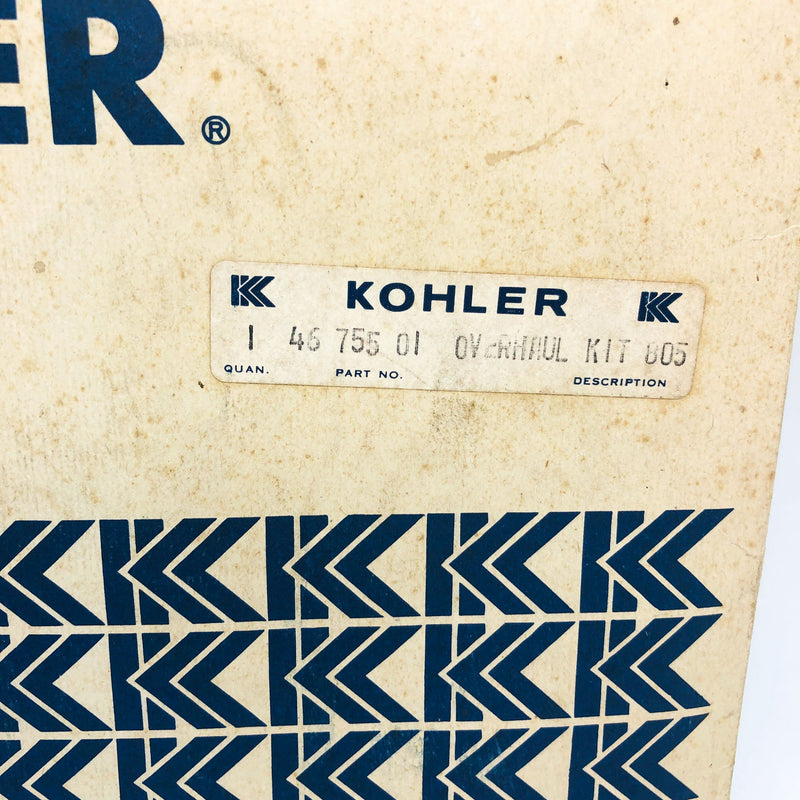 ER®
KOHLER
1 46 755 01 OVERHAUL KIT 805
QUAN. PART NO. DESCRIPTION